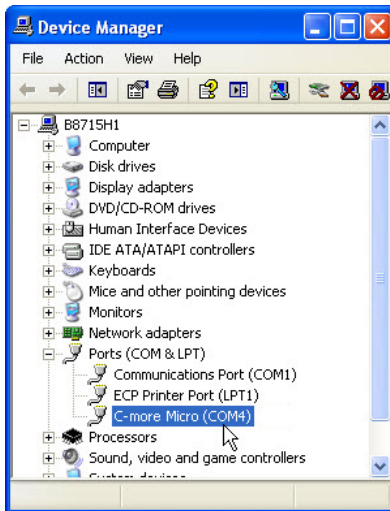 Device Manager
File Action View Help
B8715H1
Computer
Disk drives
Display adapters
DVD/CD-ROM drives
Human Interface Devices
IDE ATA/ATAPI controllers
Keyboards
Mice and other pointing devices
Monitors
Network adapters
Ports (COM & LPT)
Communications Port (COM1)
ECP Printer Port (LPT1)
C-more Micro (COM4)
Processors
Sound, video and game controllers